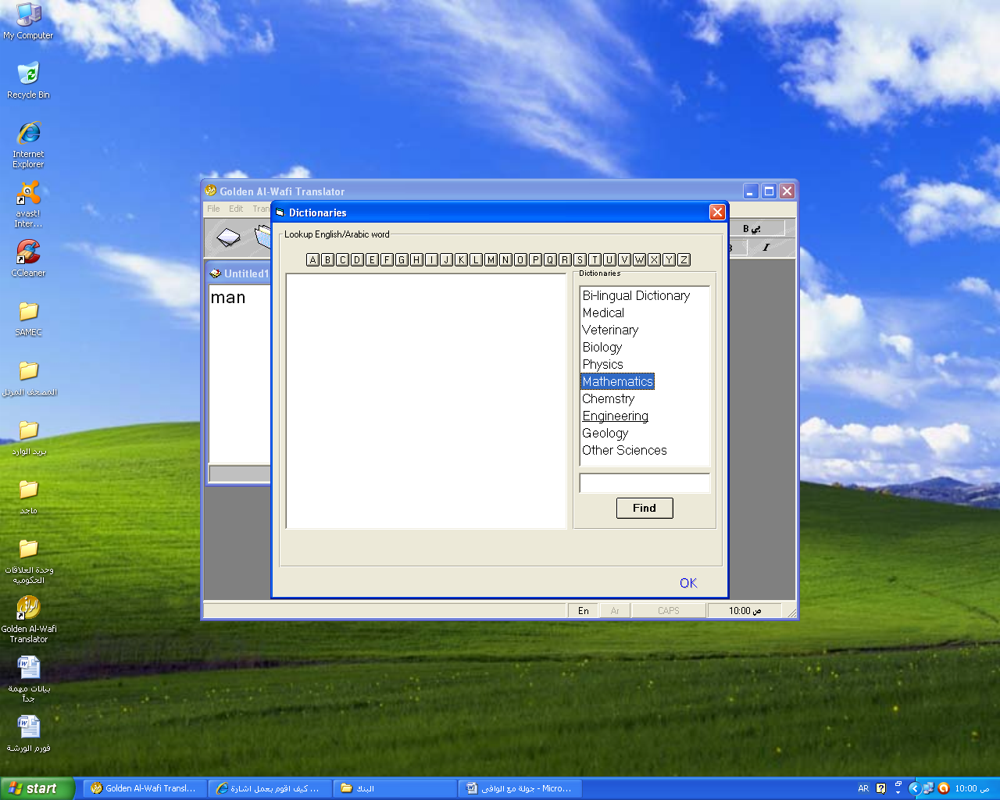 My Computer
Recycle Bin
Internet
Explorer
avast!
Inter...
CCleaner
SAMEC
المصحف المرتل
بريد الوارد
ماجد
وحدة العلاقات
الحكوميه
Golden Al-Wafi
Translator
بيانات مهمة
جداً
فورم الورشة
Golden Al-Wafi Translator
File Edit Tran
B بي
B I
Untitled1
man
Dictionaries
Lookup English/Arabic word
A B C D E F G H I J K L M N O P Q R S T U V W X Y Z
Dictionaries
Bi-lingual Dictionary
Medical
Veterinary
Biology
Physics
Mathematics
Chemstry
Engineering
Geology
Other Sciences
Find
OK
En Ar CAPS 10:00 ص
start
Golden Al-Wafi Transl...
كيف اقوم بعمل اشارة ...
البنك
جولة مع الوافي - Micro...
AR
10:00 ص